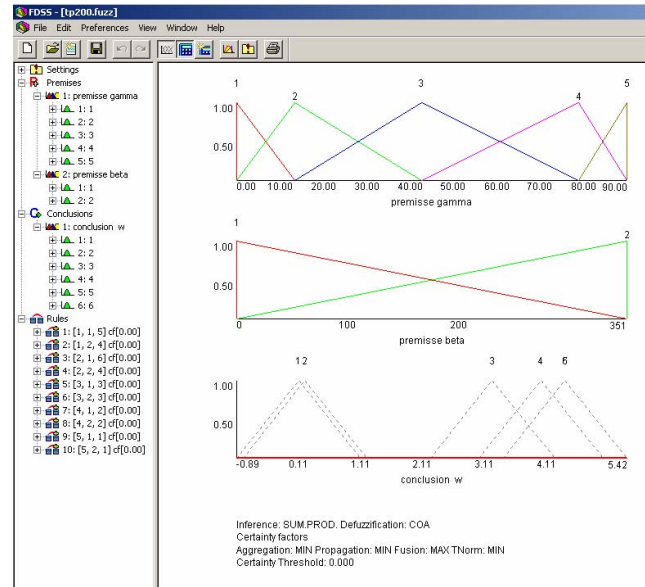 FDSS - [tp200.fuzz]
File Edit Preferences View Window Help
Settings
Premises
1: premisse gamma
1: 1
2: 2
3: 3
4: 4
5: 5
2: premisse beta
1: 1
2: 2
Conclusions
1: conclusion w
1: 1
2: 2
3: 3
4: 4
5: 5
6: 6
Rules
1: [1, 1, 5] cf[0.00]
2: [1, 2, 4] cf[0.00]
3: [2, 1, 6] cf[0.00]
4: [2, 2, 4] cf[0.00]
5: [3, 1, 3] cf[0.00]
6: [3, 2, 3] cf[0.00]
7: [4, 1, 2] cf[0.00]
8: [4, 2, 2] cf[0.00]
9: [5, 1, 1] cf[0.00]
10: [5, 2, 1] cf[0.00]
1 2 3 4 5
1.00
0.50
0.00 10.00 20.00 30.00 40.00 50.00 60.00 70.00 80.00 90.00
premisse gamma
1 2
1.00
0.50
0 100 200 351
premisse beta
1 2 3 4
1.00
0.50
-0.89 0.11 1.11 2.11 3.11 4.11 5.42
conclusion w
Inference: SUM.PROD. Defuzzification: COA
Certainty factors
Aggregation: MIN Propagation: MIN Fusion: MAX TNorm: MIN
Certainty Threshold: 0.000